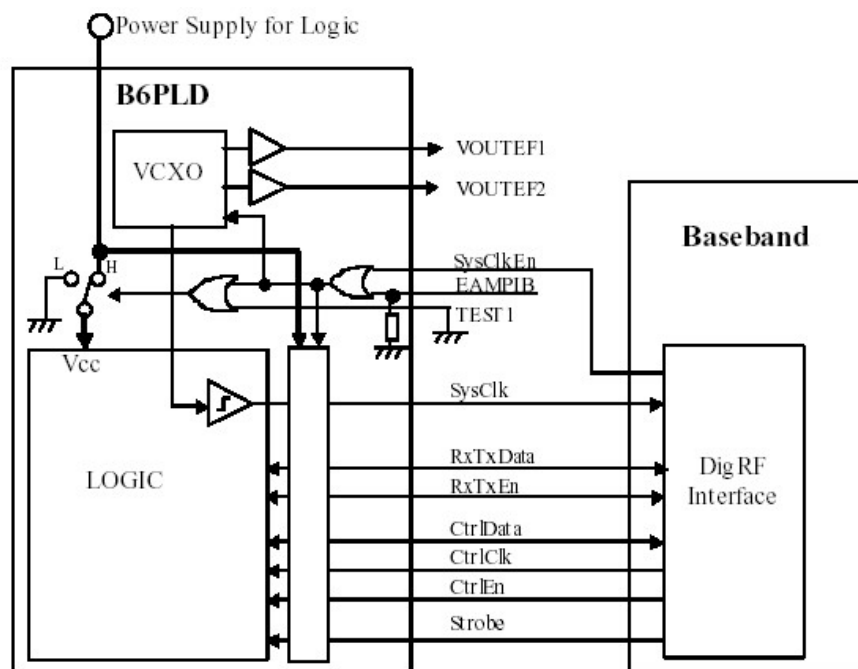 Power Supply for Logic
B6PLD
VCXO
VOUTEF1
VOUTEF2
Baseband
L
H
SysClkEn
EAMPIB
TEST1
Vcc
SysClk
LOGIC
RxTxData
RxTxEn
DigRF
Interface
CtrlData
CtrlClk
CtrlEn
Strobe